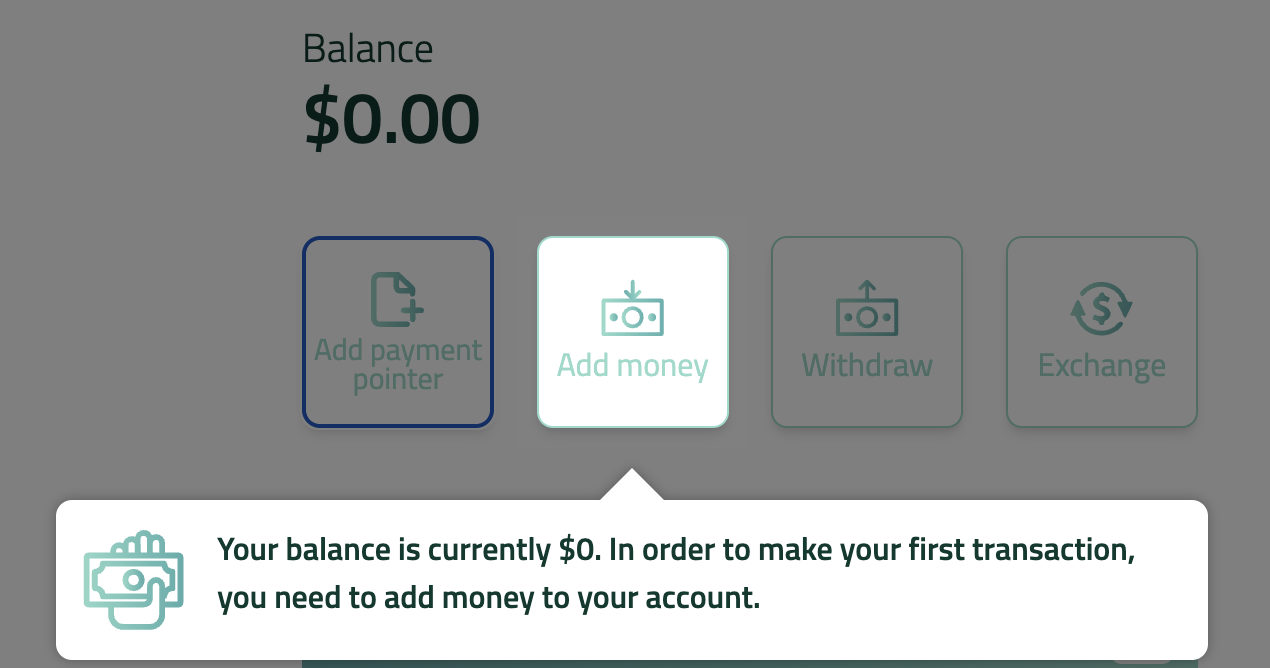 Balance
$0.00
Add payment
pointer
Add money
Withdraw
Exchange
Your balance is currently $0. In order to make your first transaction,
you need to add money to your account.